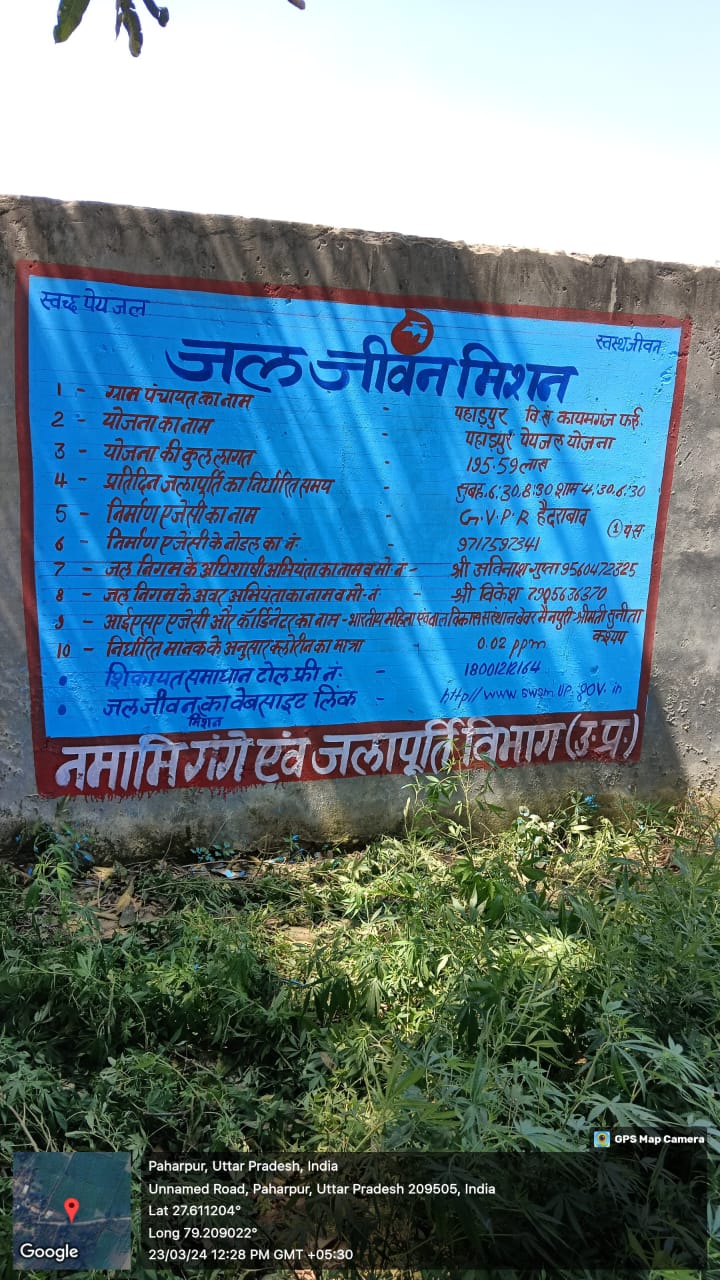 स्वच्छ पेयजल
स्वस्थ जीवन
जल जीवन मिशन
1 - ग्राम पंचायत का नाम - पहाड़पुर वि.ख. कायमगंज फर्रु.
2 - योजना का नाम - पहाड़पुर पेयजल योजना
3 - योजना की कुल लागत - 195.59 लाख
4 - प्रतिदिन जलापूर्ति का निर्धारित समय - सुबह. 6:30,8:30 शाम 4:30.6:30
5 - निर्माण एजेंसी का नाम - G.V.P.R हैदराबाद
6 - निर्माण एजेंसी के नोडल का नं. - 9717597341
7 - जल निगम के अधिशाषी अभियंता का नाम व मो. नं - श्री अविनाश गुप्ता 9560472325
8 - जल निगम के अवर अभियंता का नाम व मो. न - श्री विकेश 7905636370
9 - आईएसए एजेंसी और कॉर्डिनेटर का नाम - भारतीय महिला एवं बाल विकास संस्थान बेवर मैनपुरी - श्रीमती सुनीता कश्यप
10 - निर्धारित मानक के अनुसार क्लोरीन का मात्रा - 0.02 ppm
• शिकायत समाधान टोल फ्री नं. - 18001212164
• जल जीवन मिशन का वेबसाइट लिंक - http//www swsm.up.gov.in
नमामि गंगे एंव जलापूर्ति विभाग (उ.प्र.)
GPS Map Camera
Paharpur, Uttar Pradesh, India
Unnamed Road, Paharpur, Uttar Pradesh 209505, India
Lat 27.611204°
Long 79.209022°
23/03/24 12:28 PM GMT +05:30
Google